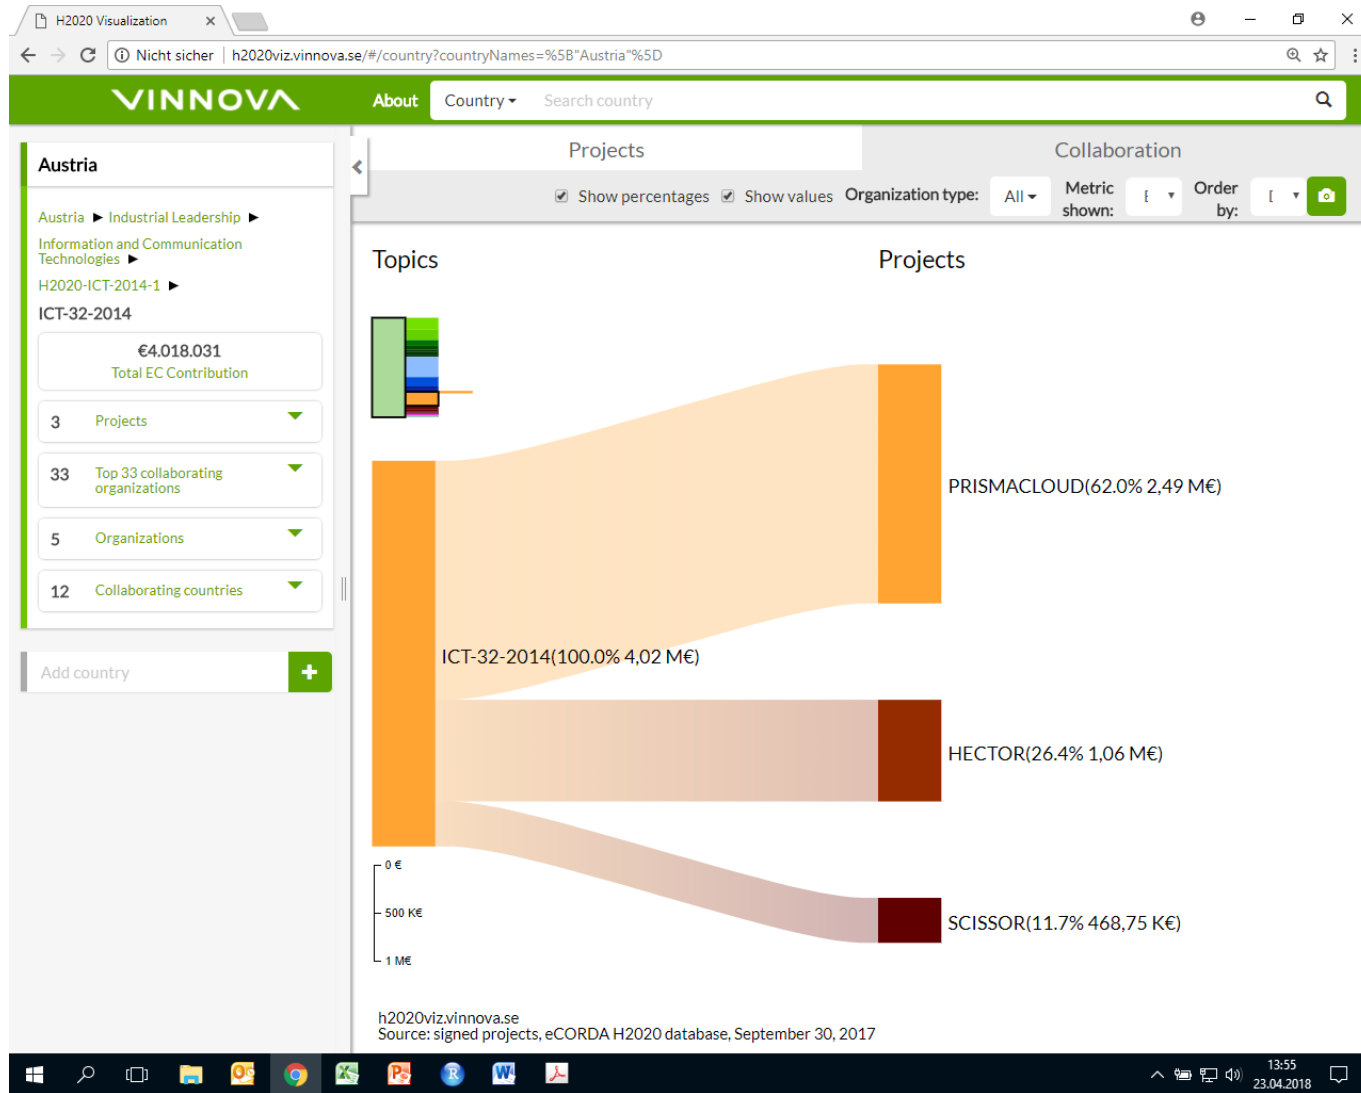 H2020 Visualization
Nicht sicher | h2020viz.vinnova.se/#/country?countryNames=%5B"Austria"%5D
VINNOVA About Country Search country
Projects Collaboration
Show percentages Show values Organization type: All Metric shown: Order by:
Austria
Austria ▶ Industrial Leadership ▶
Information and Communication
Technologies ▶
H2020-ICT-2014-1 ▶
ICT-32-2014
€4.018.031
Total EC Contribution
3 Projects
33 Top 33 collaborating
organizations
5 Organizations
12 Collaborating countries
Add country
Topics Projects
PRISMACLOUD(62.0% 2,49 M€)
ICT-32-2014(100.0% 4,02 M€)
HECTOR(26.4% 1,06 M€)
SCISSOR(11.7% 468,75 K€)
0 €
500 K€
1 M€
h2020viz.vinnova.se
Source: signed projects, eCORDA H2020 database, September 30, 2017
13:55
23.04.2018